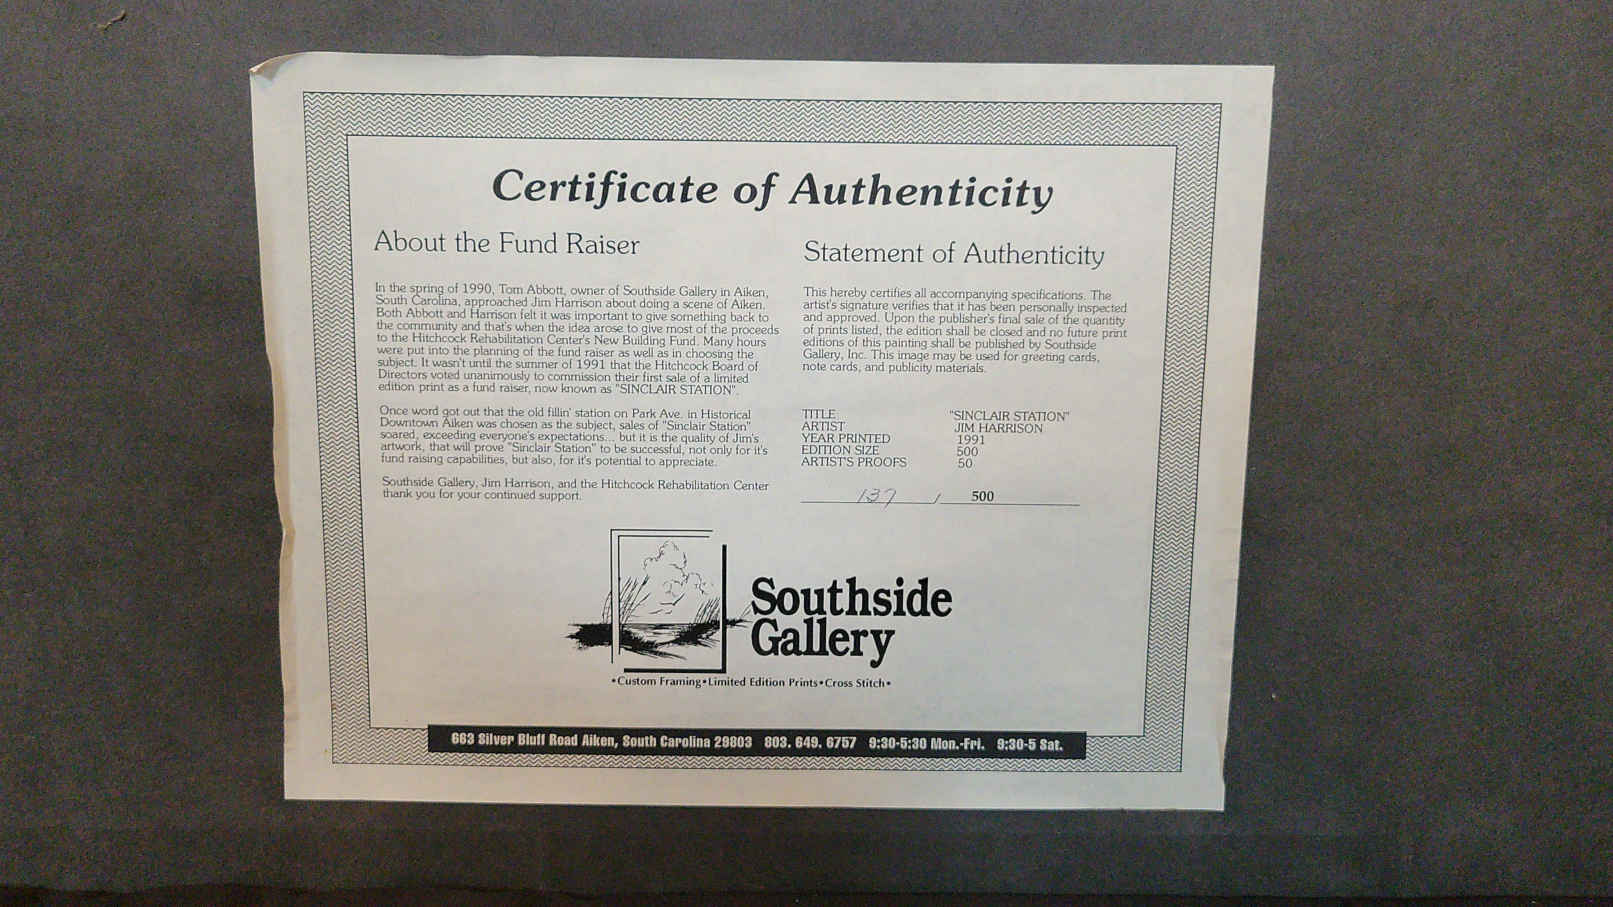 Certificate of Authenticity
About the Fund Raiser
In the spring of 1990, Tom Abbott, owner of Southside Gallery in Aiken,
South Carolina, approached Jim Harrison about doing a scene of Aiken.
Both Abbott and Harrison felt it was important to give something back to
the community and that's when the idea arose to give most of the proceeds
to the Hitchcock Rehabilitation Center's New Building Fund. Many hours
were put into the planning of the fund raiser as well as in choosing the
subject. It wasn't until the summer of 1991 that the Hitchcock Board of
Directors voted unanimously to commission their first sale of a limited
edition print as a fund raiser, now known as "SINCLAIR STATION".
Once word got out that the old fillin' station on Park Ave. in Historical
Downtown Aiken was chosen as the subject, sales of "Sinclair Station"
soared, exceeding everyone's expectations... but it is the quality of Jim's
artwork, that will prove "Sinclair Station" to be successful, not only for it's
fund raising capabilities, but also, for it's potential to appreciate.
Southside Gallery, Jim Harrison, and the Hitchcock Rehabilitation Center
thank you for your continued support.
Statement of Authenticity
This hereby certifies all accompanying specifications. The
artist's signature verifies that it has been personally inspected
and approved. Upon the publisher's final sale of the quantity
of prints listed, the edition shall be closed and no future print
editions of this painting shall be published by Southside
Gallery, Inc. This image may be used for greeting cards,
note cards, and publicity materials.
TITLE "SINCLAIR STATION"
ARTIST JIM HARRISON
YEAR PRINTED 1991
EDITION SIZE 500
ARTIST'S PROOFS 50
137 / 500
Southside
Gallery
•Custom Framing•Limited Edition Prints•Cross Stitch•
663 Silver Bluff Road Aiken, South Carolina 29803 803. 649. 6757 9:30-5:30 Mon.-Fri. 9:30-5 Sat.